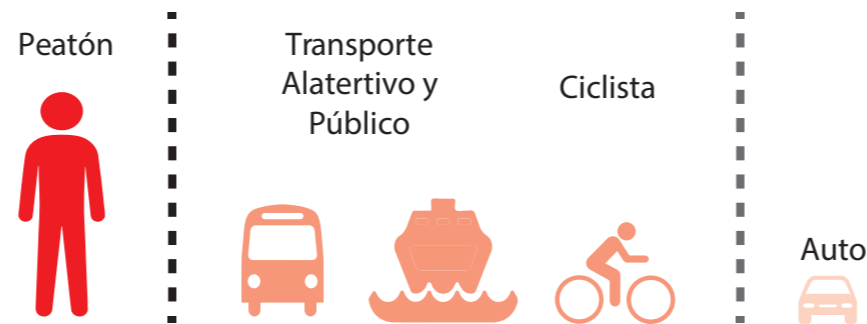 Peatón
Transporte
Alatertivo y
Público
Ciclista
Auto